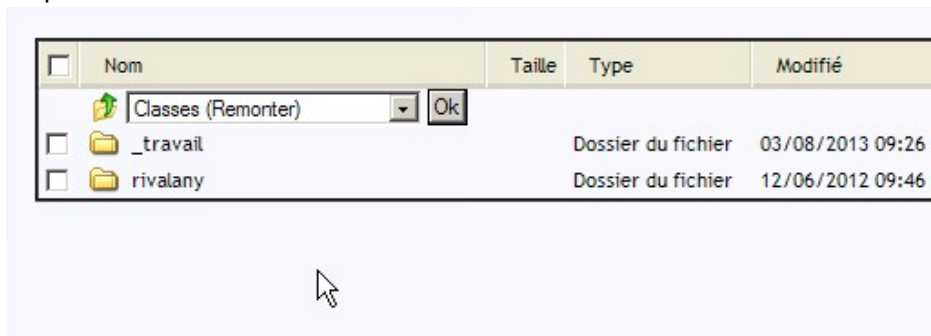 Nom Taille Type Modifié
Classes (Remonter) Ok
_travail Dossier du fichier 03/08/2013 09:26
rivalany Dossier du fichier 12/06/2012 09:46